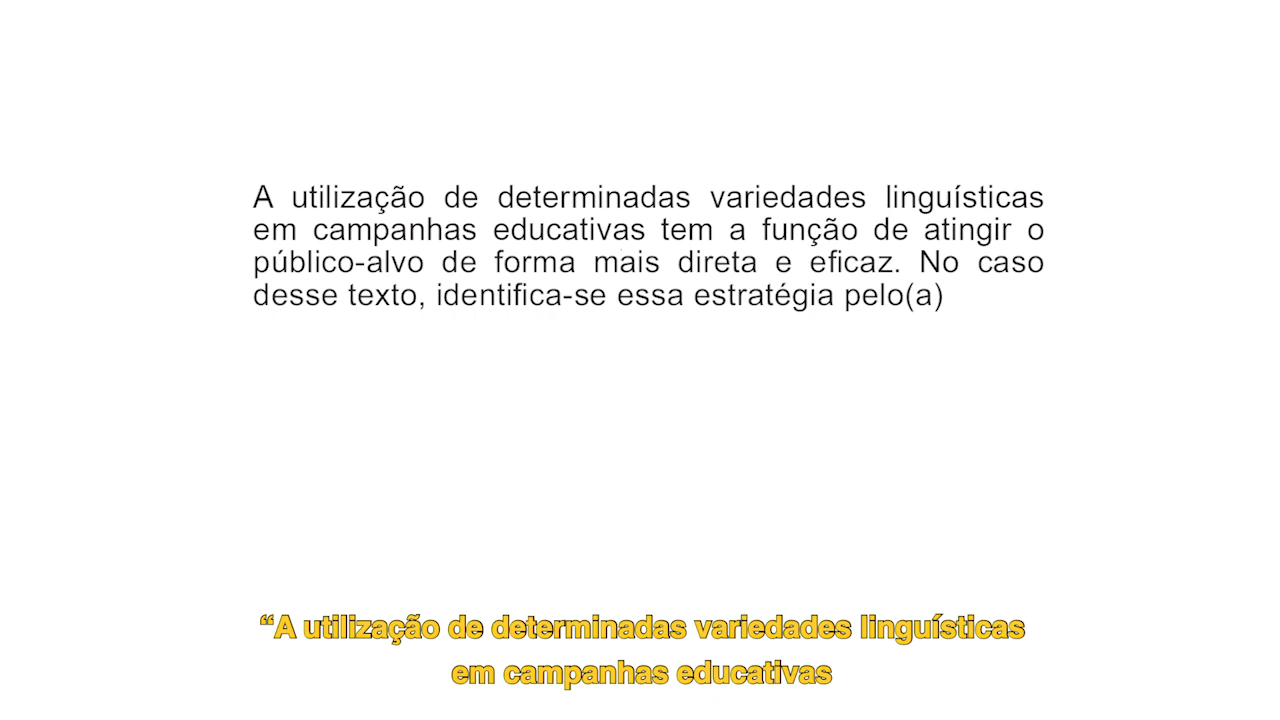 A utilização de determinadas variedades linguísticas
em campanhas educativas tem a função de atingir o
público-alvo de forma mais direta e eficaz. No caso
desse texto, identifica-se essa estratégia pelo(a)
“A utilização de determinadas variedades linguísticas
em campanhas educativas